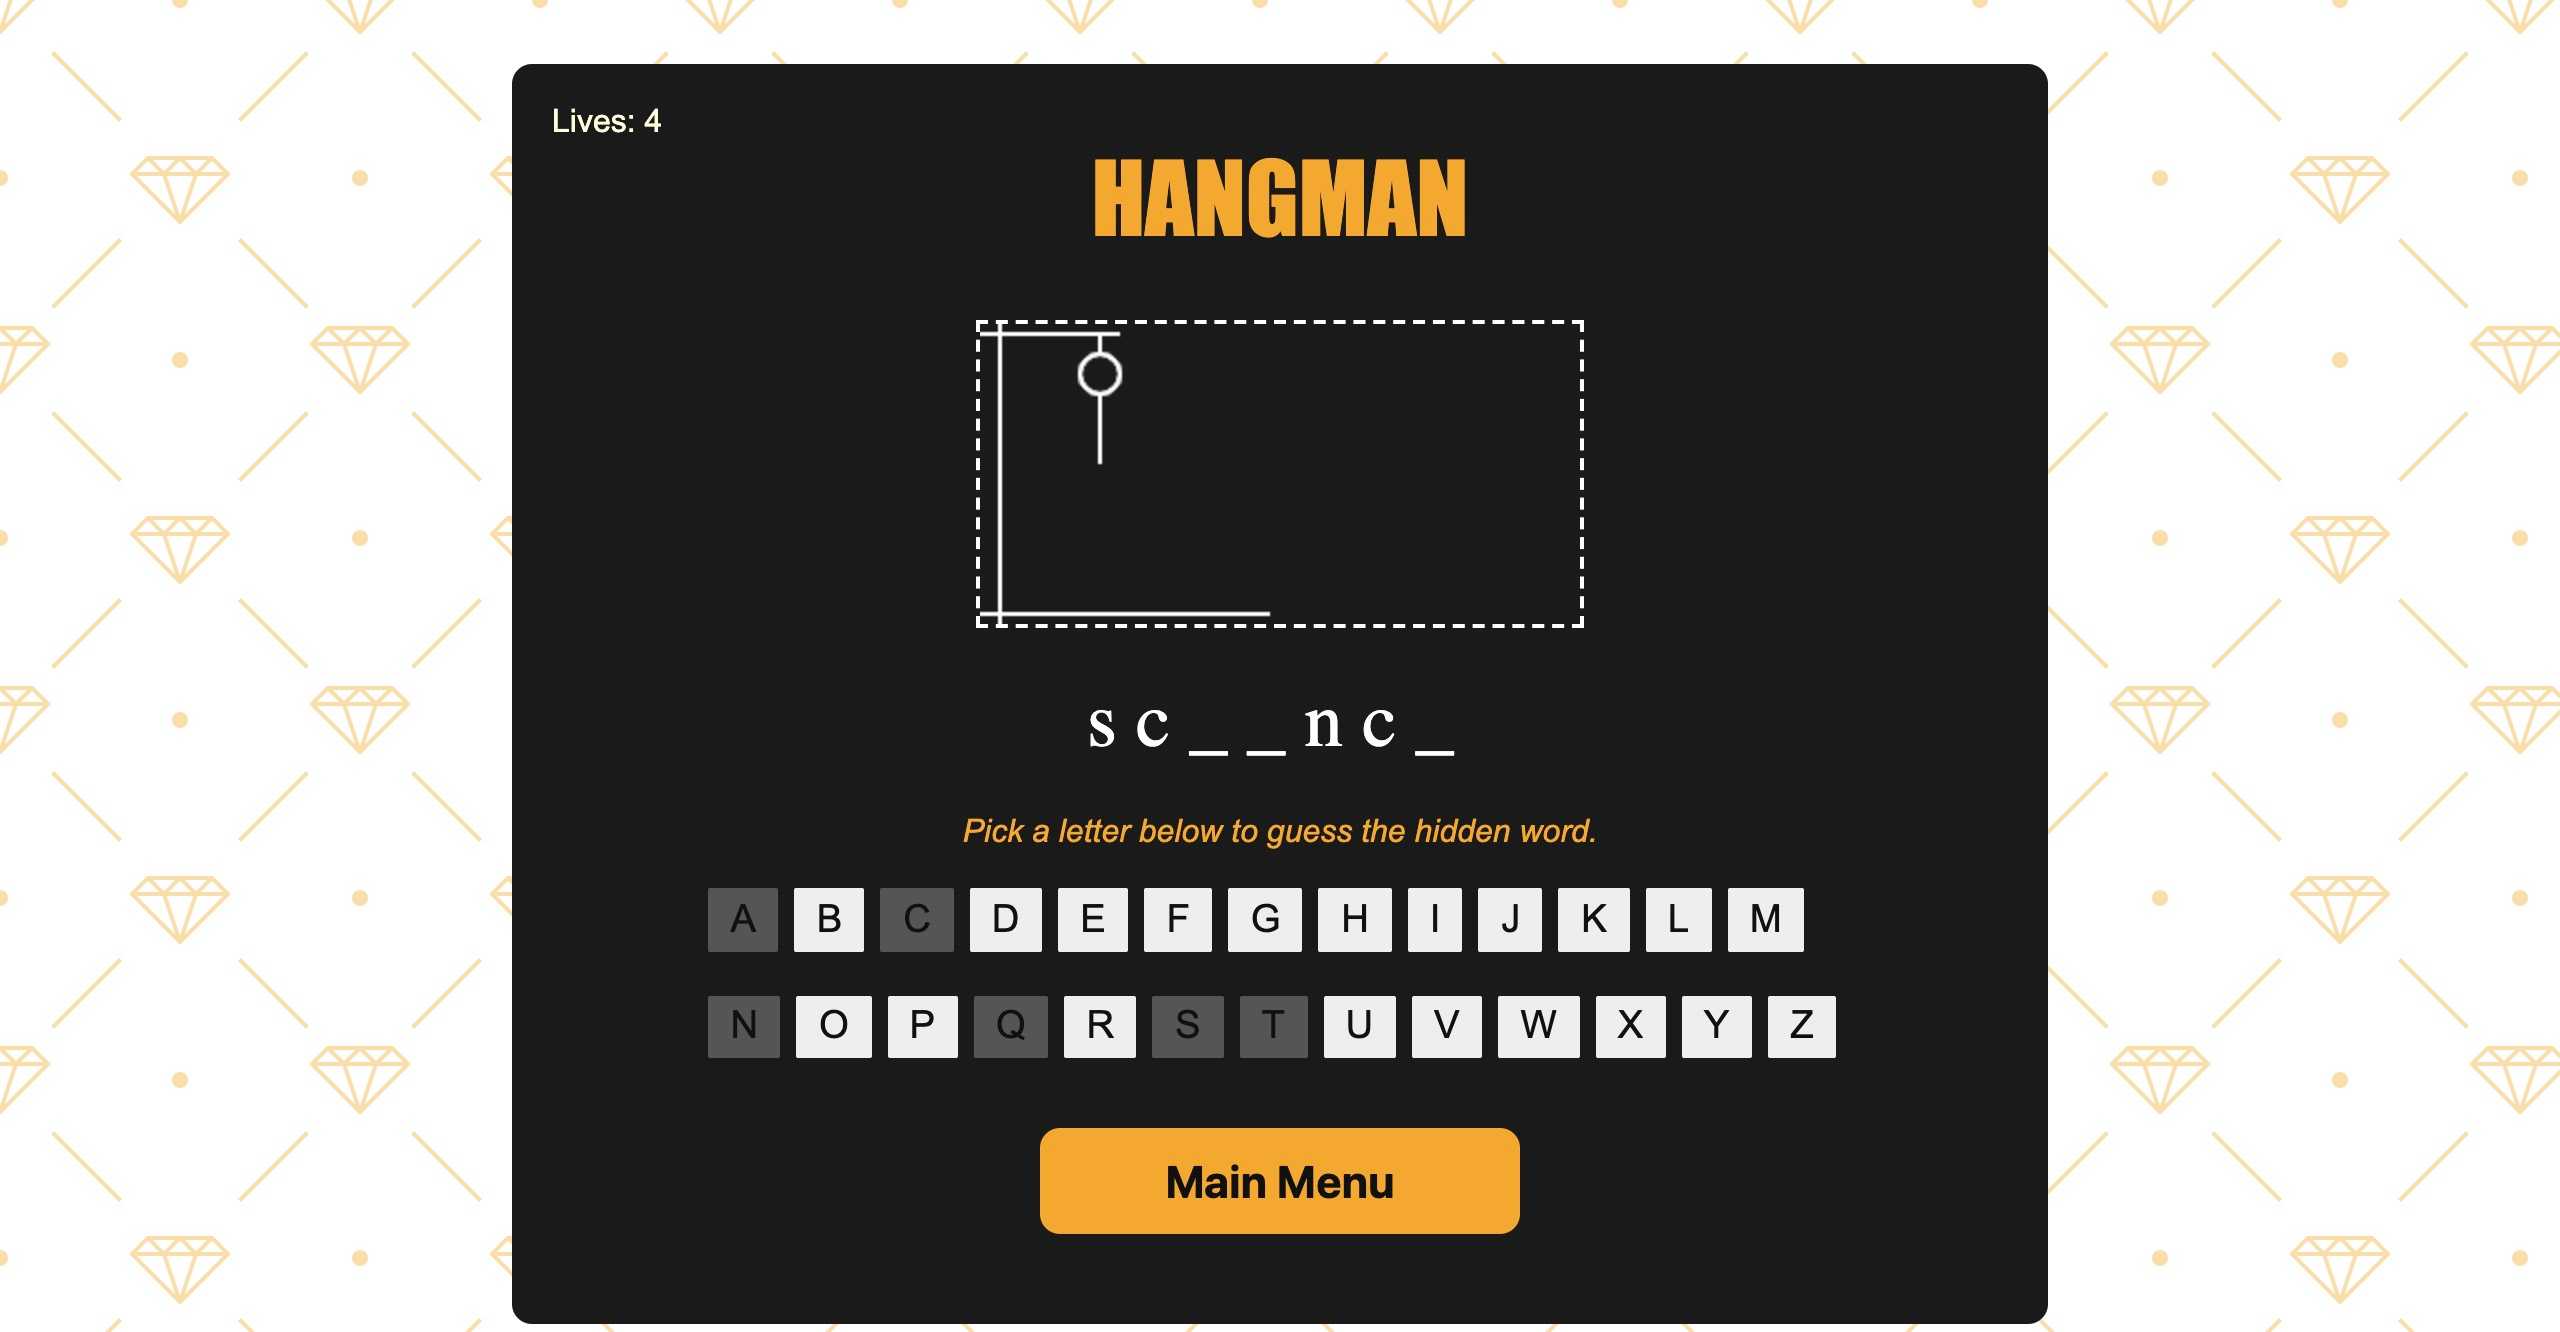 Lives: 4
HANGMAN
s c _ _ n c _
Pick a letter below to guess the hidden word.
A B C D E F G H I J K L M
N O P Q R S T U V W X Y Z
Main Menu